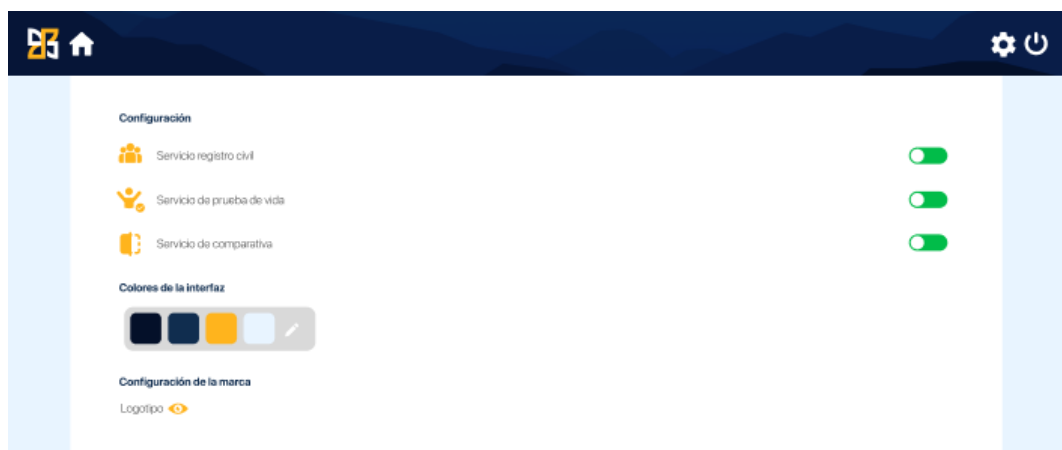 Configuración
Servicio registro civil
Servicio de prueba de vida
Servicio de comparativa
Colores de la interfaz
Configuración de la marca
Logotipo